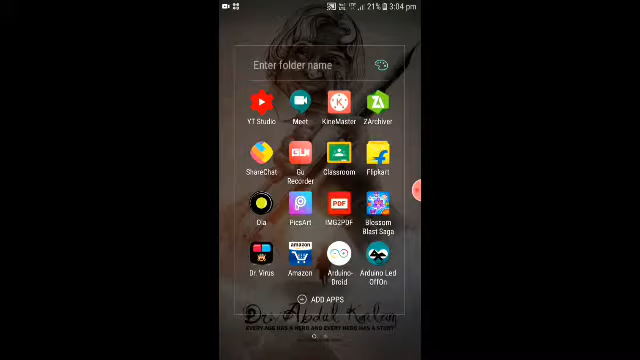 21% 3:04 pm
Enter folder name
YT Studio Meet KineMaster ZArchiver
ShareChat Gu Recorder Classroom Flipkart
Dia PicsArt IMG2PDF Blossom Blast Saga
Dr. Virus Amazon Arduino-Droid Arduino Led OffOn
ADD APPS
Dr. Abdul Kalam
EVERY AGE HAS A HERO AND EVERY HERO HAS A STORY